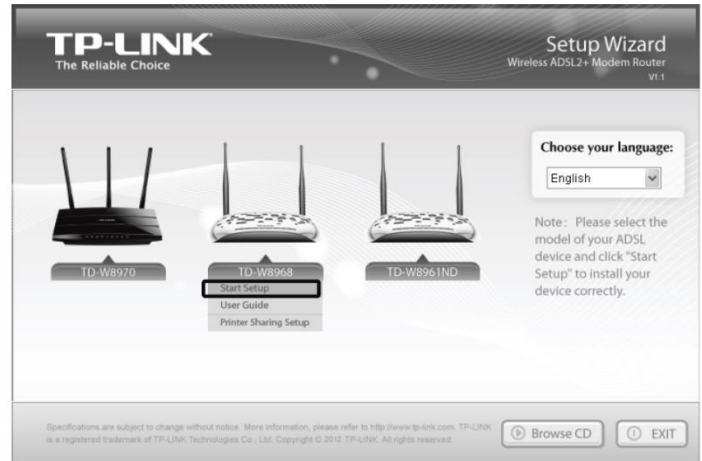 TP-LINK
The Reliable Choice
Setup Wizard
Wireless ADSL2+ Modem Router
V1.1
Choose your language:
English
Note: Please select the
model of your ADSL
device and click "Start
Setup" to install your
device correctly.
TD-W8970
TD-W8968
TD-W8961ND
Start Setup
User Guide
Printer Sharing Setup
Specifications are subject to change without notice. More information, please refer to http://www.tp-link.com. TP-LINK
is a registered trademark of TP-LINK Technologies Co., Ltd. Copyright © 2012 TP-LINK. All rights reserved.
Browse CD
EXIT